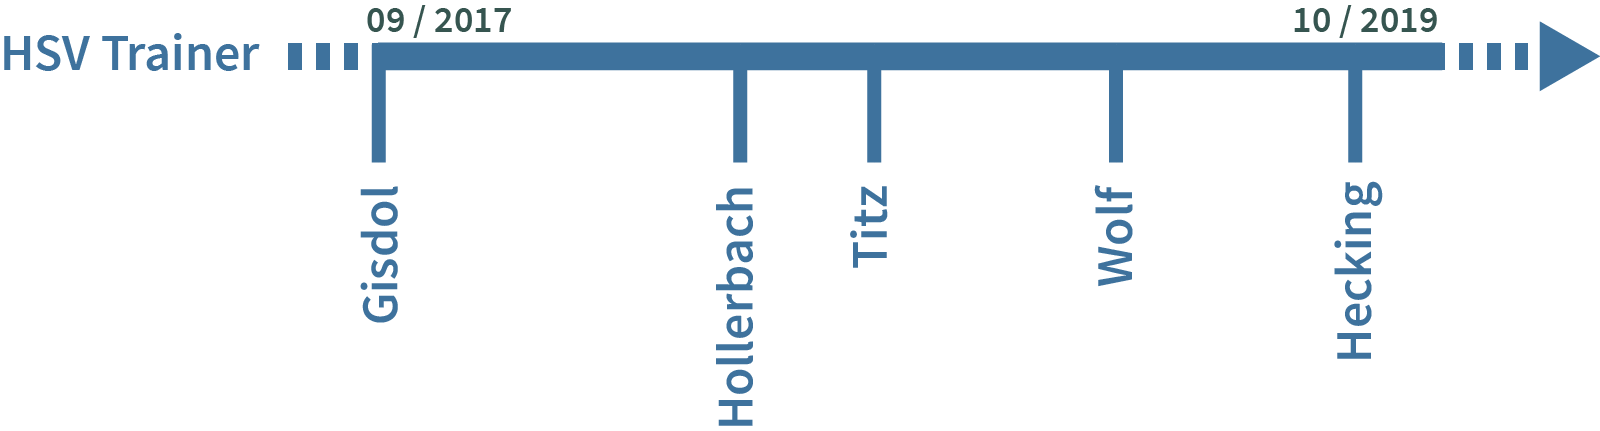 09 / 2017
10 / 2019
HSV Trainer
Gisdol
Hollerbach
Titz
Wolf
Hecking